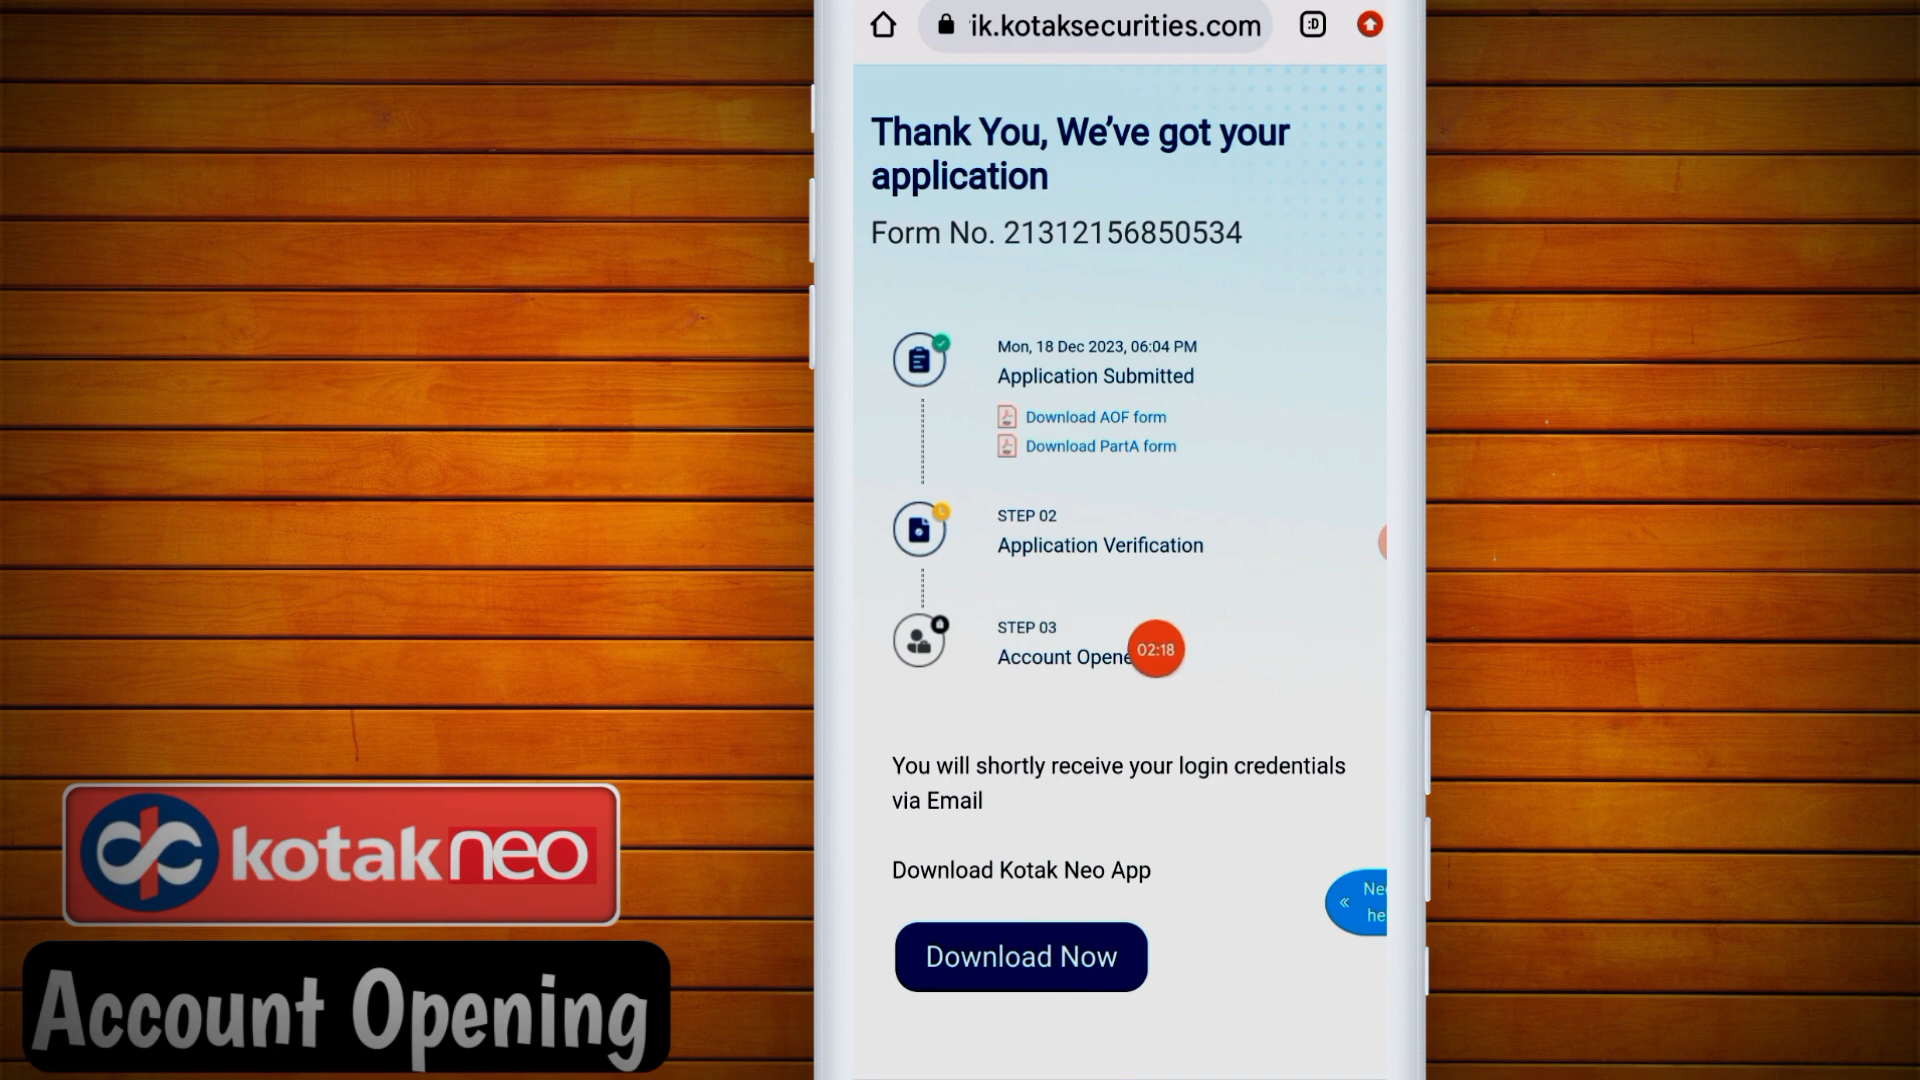 ik.kotaksecurities.com
:D
Thank You, We’ve got your
application
Form No. 21312156850534
Mon, 18 Dec 2023, 06:04 PM
Application Submitted
Download AOF form
Download PartA form
STEP 02
Application Verification
STEP 03
Account Opene
02:18
You will shortly receive your login credentials
via Email
Download Kotak Neo App
«
Download Now
kotak neo
Account Opening